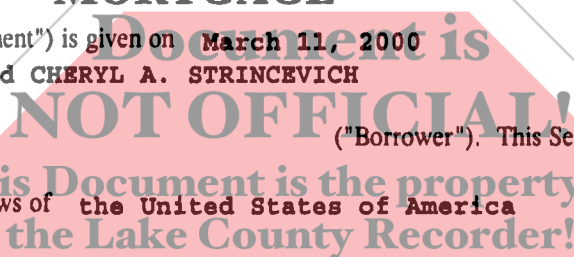 MORTGAGE
ment") is given on March 11, 2000
Document is
d CHERYL A. STRINCEVICH
NOT OFFICIAL!
("Borrower"). This Se
is Document is the property
ws of the United States of America
the Lake County Recorder!